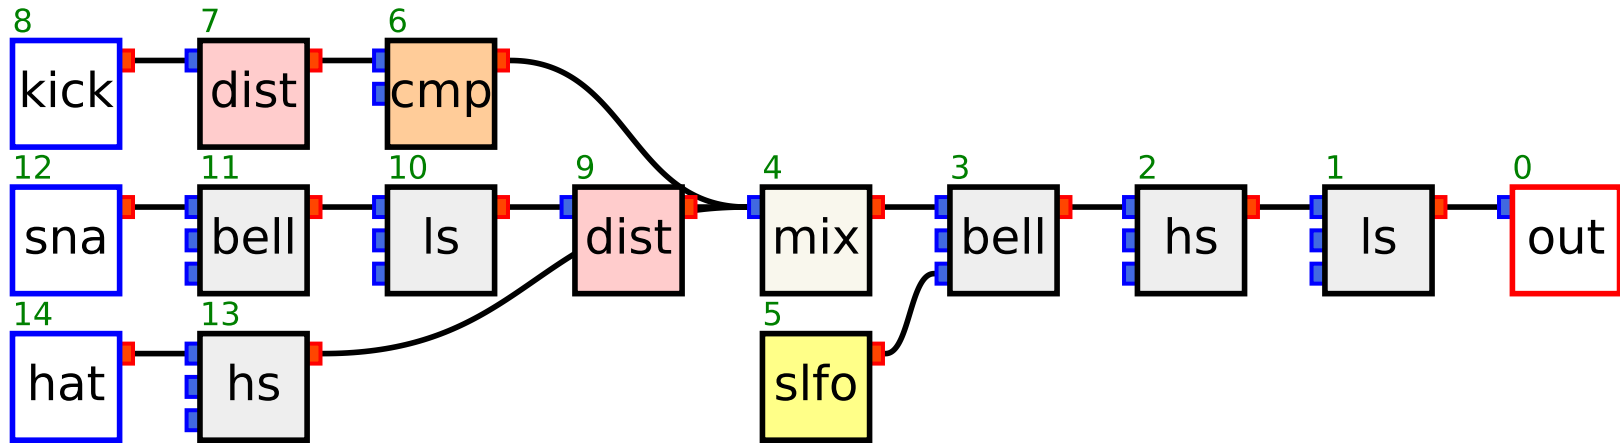 8 7 6
kick dist cmp
12 11 10 9 4 3 2 1 0
sna bell ls dist mix bell hs ls out
14 13 5
hat hs slfo